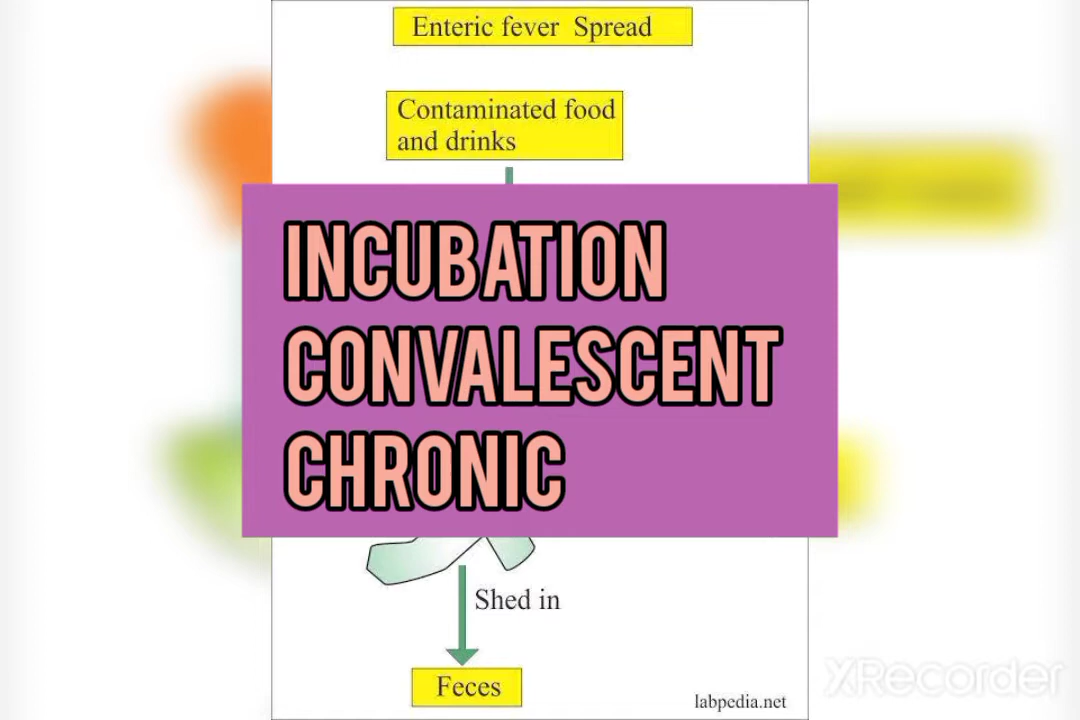 Enteric fever Spread
Contaminated food
and drinks
INCUBATION
CONVALESCENT
CHRONIC
Shed in
Feces
labpedia.net
XRecorder